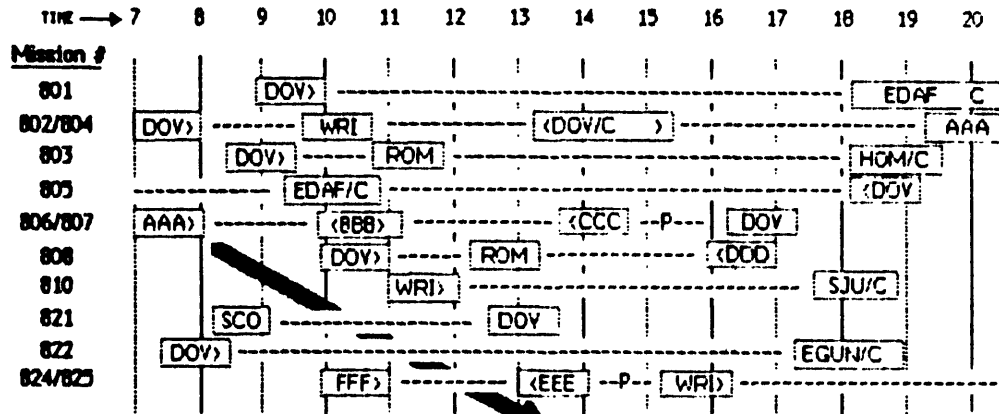 TIME 7 8 9 10 11 12 13 14 15 16 17 18 19 20
Mission #
801 DOV> EDAF C
802/804 DOV> WRI <DOV/C > AAA
803 DOV> ROM HOM/C
805 EDAF/C <DOV
806/807 AAA> <BBB> <CCC P DOV
808 DOV> ROM <DDD
810 WRI> SJU/C
821 SCO DOV
822 DOV> EGUN/C
824/825 FFF> <EEE P WRI>